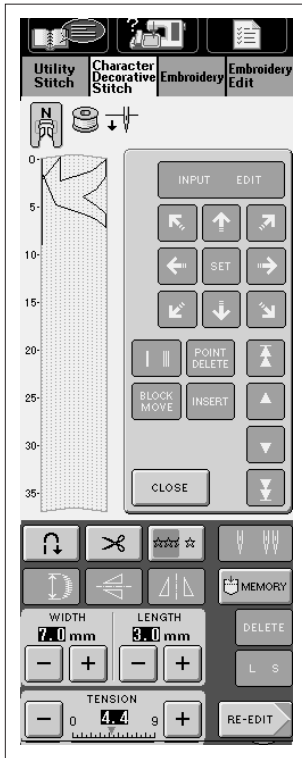 ?
Utility Stitch
Character Decorative Stitch
Embroidery
Embroidery Edit
N
0-
5-
10-
15-
20-
25-
30-
35-
INPUT EDIT
SET
POINT DELETE
BLOCK MOVE
INSERT
CLOSE
MEMORY
WIDTH
7.0 mm
LENGTH
3.0 mm
DELETE
L S
TENSION
0 4.4 9
RE-EDIT